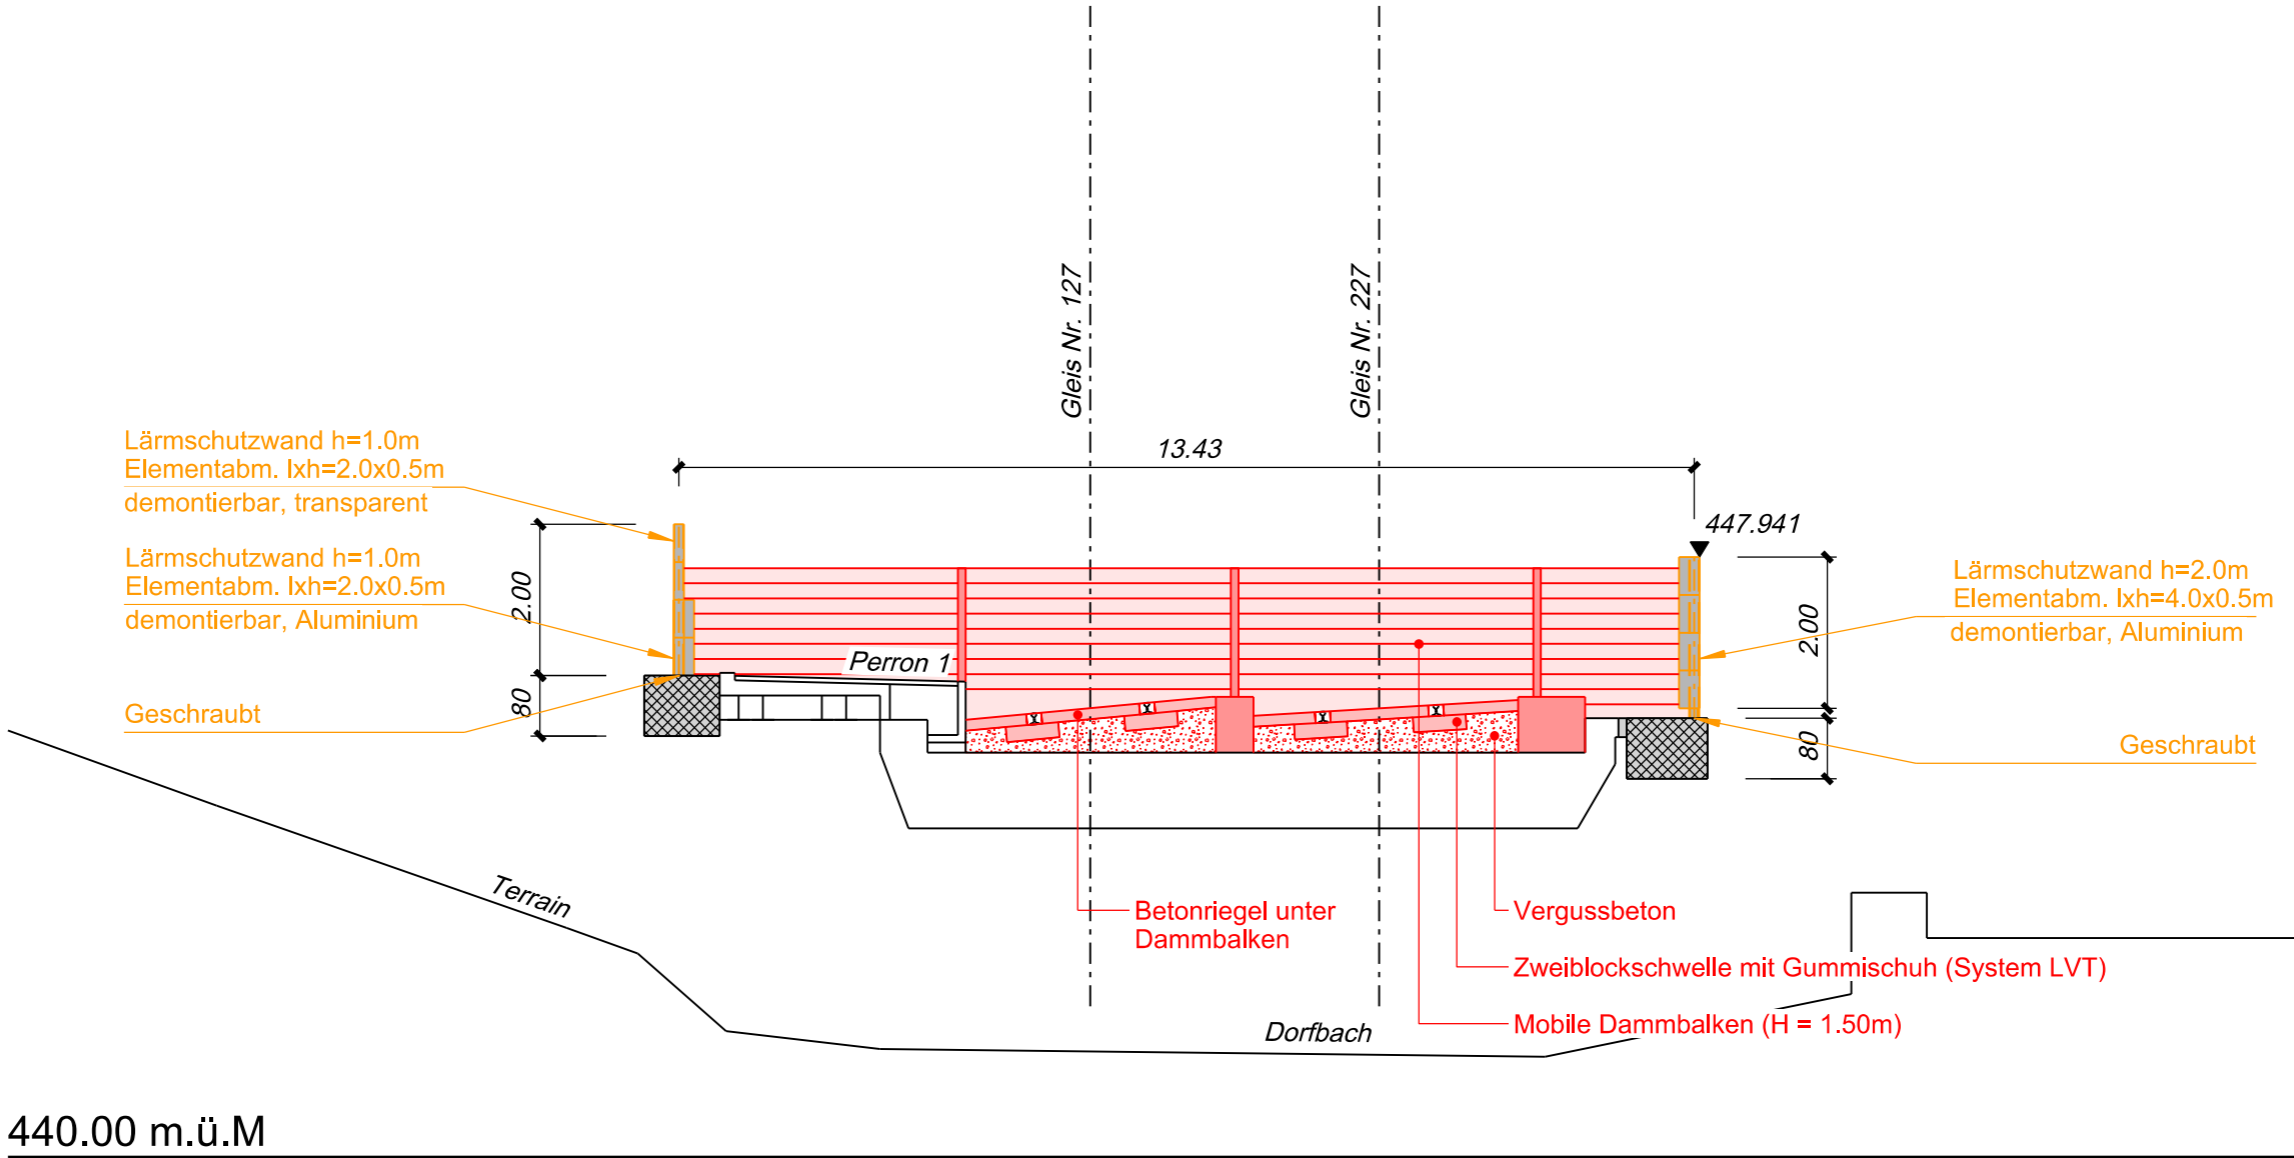 Gleis Nr. 127
Gleis Nr. 227
13.43
447.941
Lärmschutzwand h=1.0m
Elementabm. lxh=2.0x0.5m
demontierbar, transparent
Lärmschutzwand h=1.0m
Elementabm. lxh=2.0x0.5m
demontierbar, Aluminium
Geschraubt
2.00
80
Perron 1
Lärmschutzwand h=2.0m
Elementabm. lxh=4.0x0.5m
demontierbar, Aluminium
2.00
80
Geschraubt
Terrain
Betonriegel unter
Dammbalken
Vergussbeton
Zweiblockschwelle mit Gummischuh (System LVT)
Mobile Dammbalken (H = 1.50m)
Dorfbach
440.00 m.ü.M